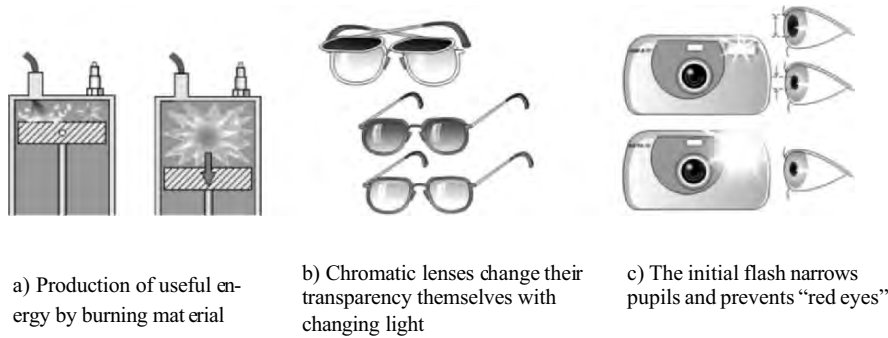 a) Production of useful en-
ergy by burning mat erial
b) Chromatic lenses change their
transparency themselves with
changing light
c) The initial flash narrows
pupils and prevents “red eyes”